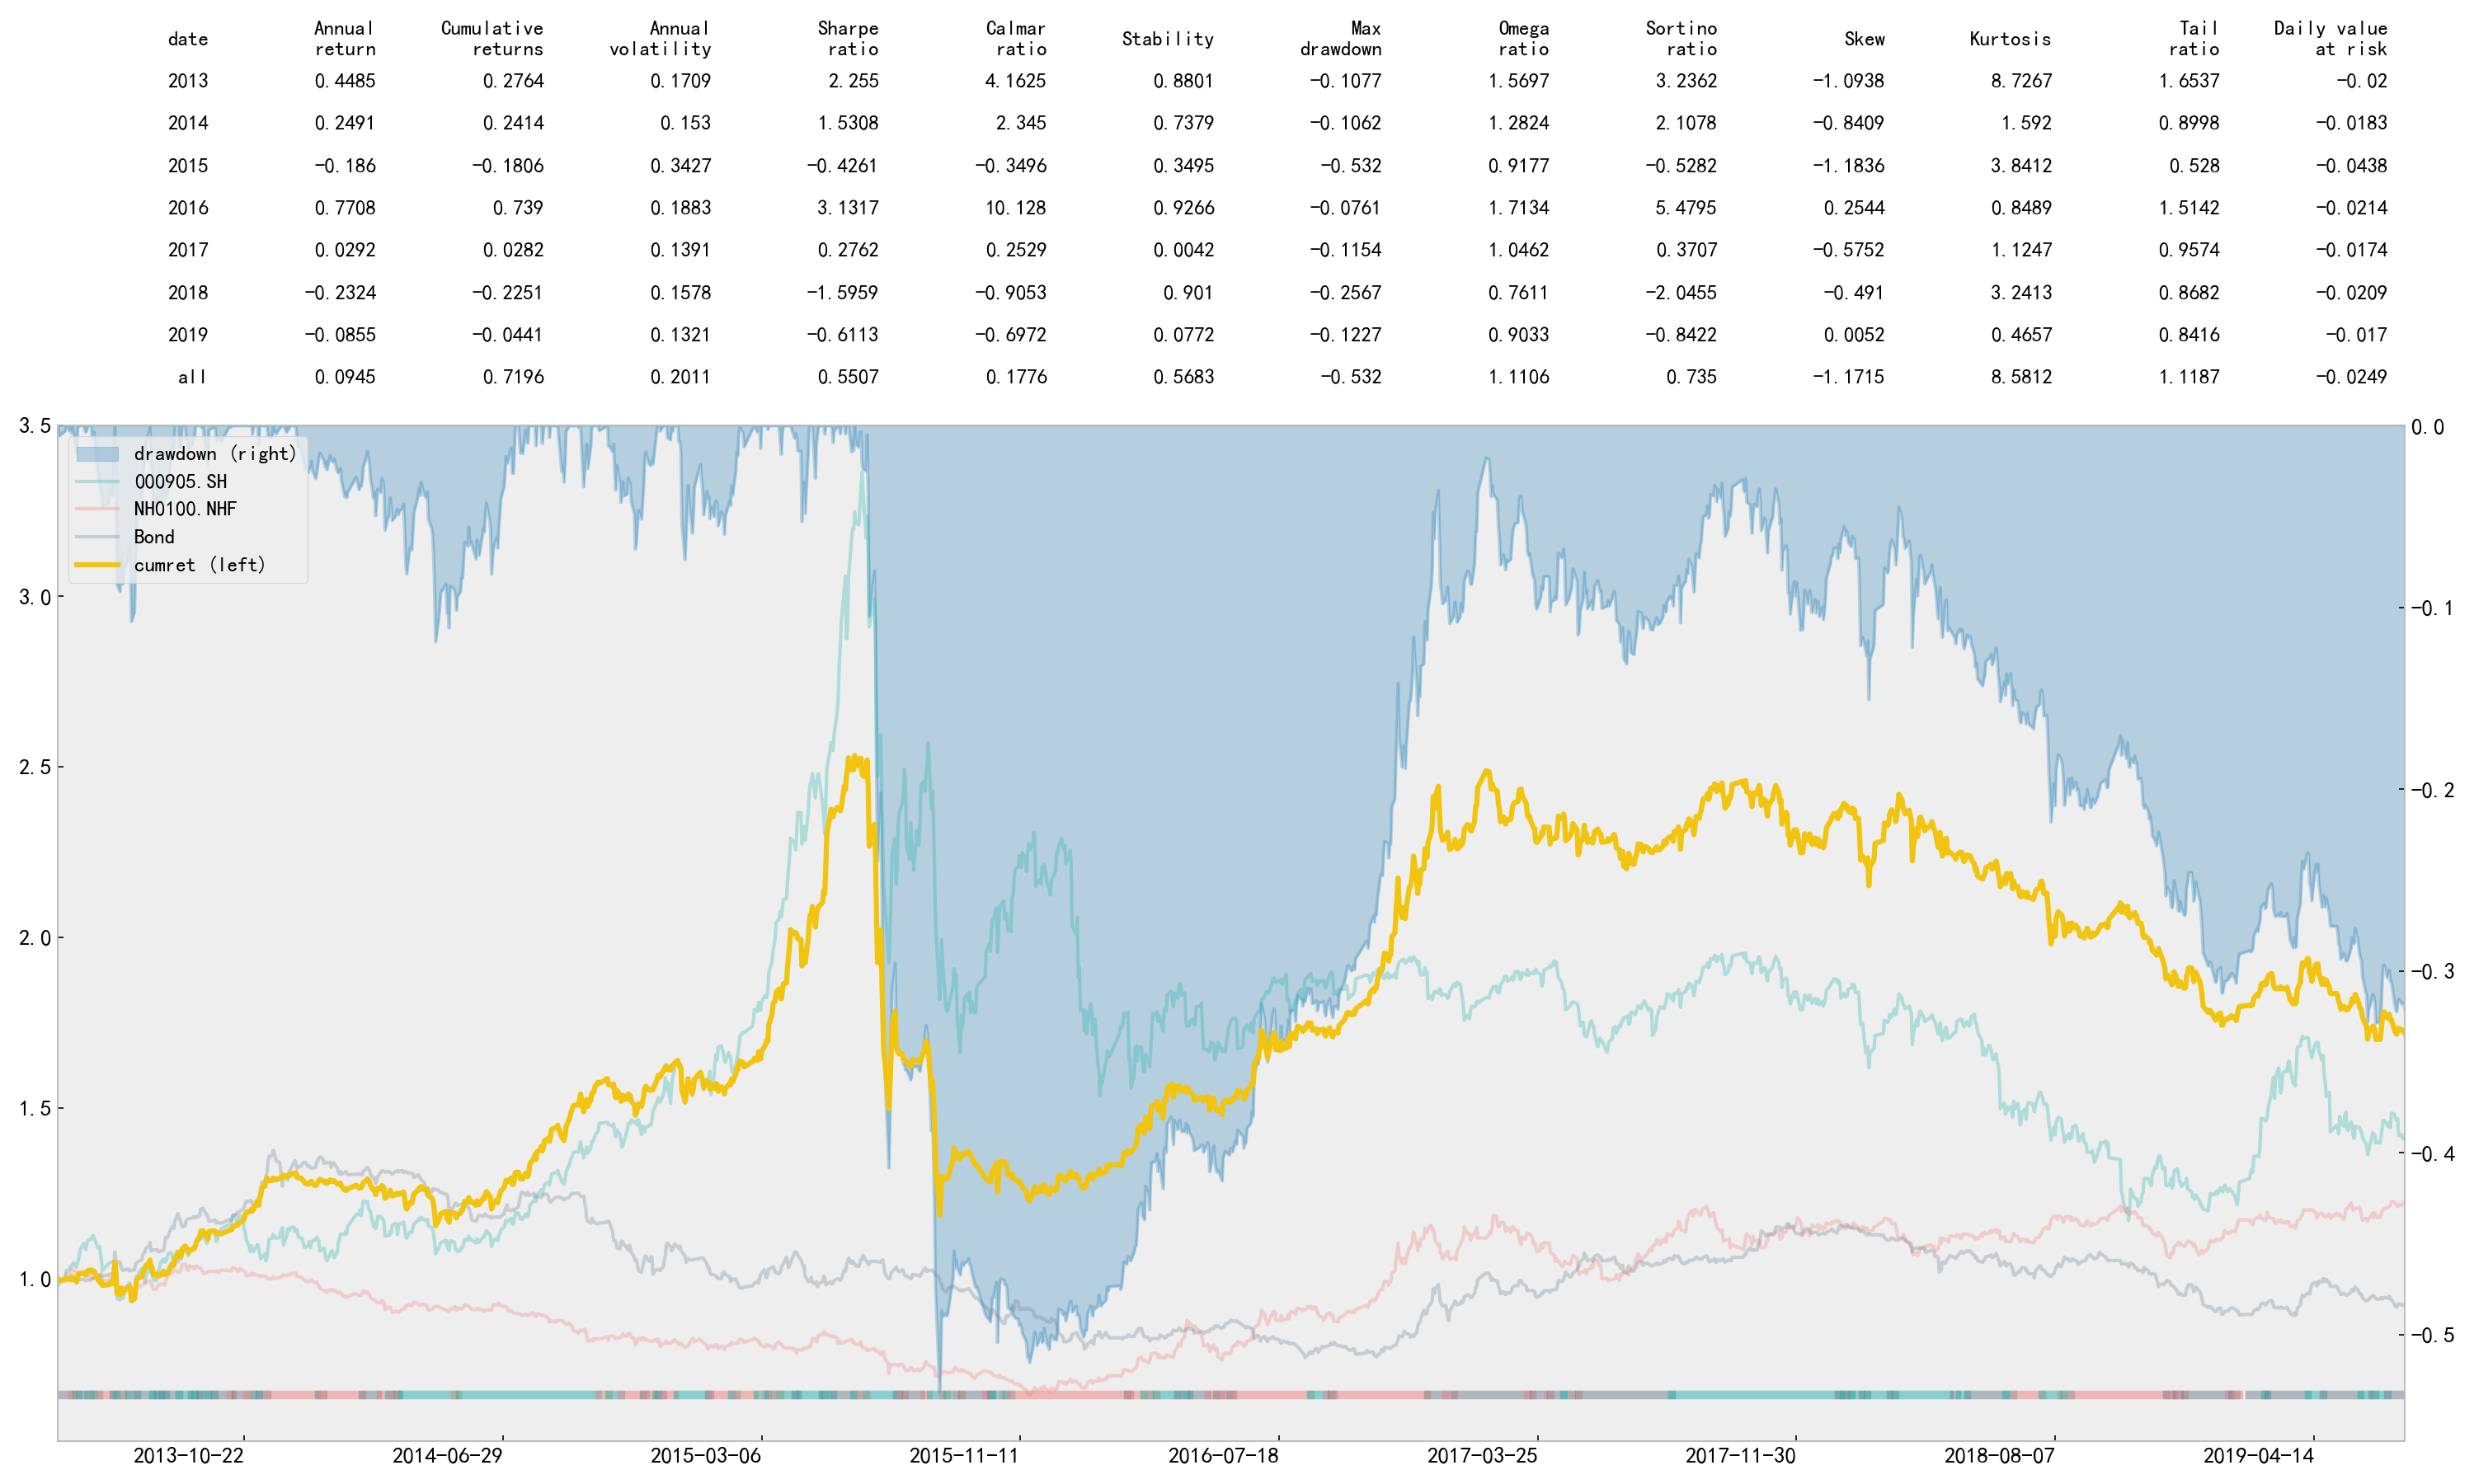 date Annual return Cumulative returns Annual volatility Sharpe ratio Calmar ratio Stability Max drawdown Omega ratio Sortino ratio Skew Kurtosis Tail ratio Daily value at risk
2013 0.4485 0.2764 0.1709 2.255 4.1625 0.8801 -0.1077 1.5697 3.2362 -1.0938 8.7267 1.6537 -0.02
2014 0.2491 0.2414 0.153 1.5308 2.345 0.7379 -0.1062 1.2824 2.1078 -0.8409 1.592 0.8998 -0.0183
2015 -0.186 -0.1806 0.3427 -0.4261 -0.3496 0.3495 -0.532 0.9177 -0.5282 -1.1836 3.8412 0.528 -0.0438
2016 0.7708 0.739 0.1883 3.1317 10.128 0.9266 -0.0761 1.7134 5.4795 0.2544 0.8489 1.5142 -0.0214
2017 0.0292 0.0282 0.1391 0.2762 0.2529 0.0042 -0.1154 1.0462 0.3707 -0.5752 1.1247 0.9574 -0.0174
2018 -0.2324 -0.2251 0.1578 -1.5959 -0.9053 0.901 -0.2567 0.7611 -2.0455 -0.491 3.2413 0.8682 -0.0209
2019 -0.0855 -0.0441 0.1321 -0.6113 -0.6972 0.0772 -0.1227 0.9033 -0.8422 0.0052 0.4657 0.8416 -0.017
all 0.0945 0.7196 0.2011 0.5507 0.1776 0.5683 -0.532 1.1106 0.735 -1.1715 8.5812 1.1187 -0.0249
3.5
3.0
2.5
2.0
1.5
1.0
drawdown (right)
000905.SH
NH0100.NHF
Bond
cumret (left)
0.0
-0.1
-0.2
-0.3
-0.4
-0.5
2013-10-22 2014-06-29 2015-03-06 2015-11-11 2016-07-18 2017-03-25 2017-11-30 2018-08-07 2019-04-14